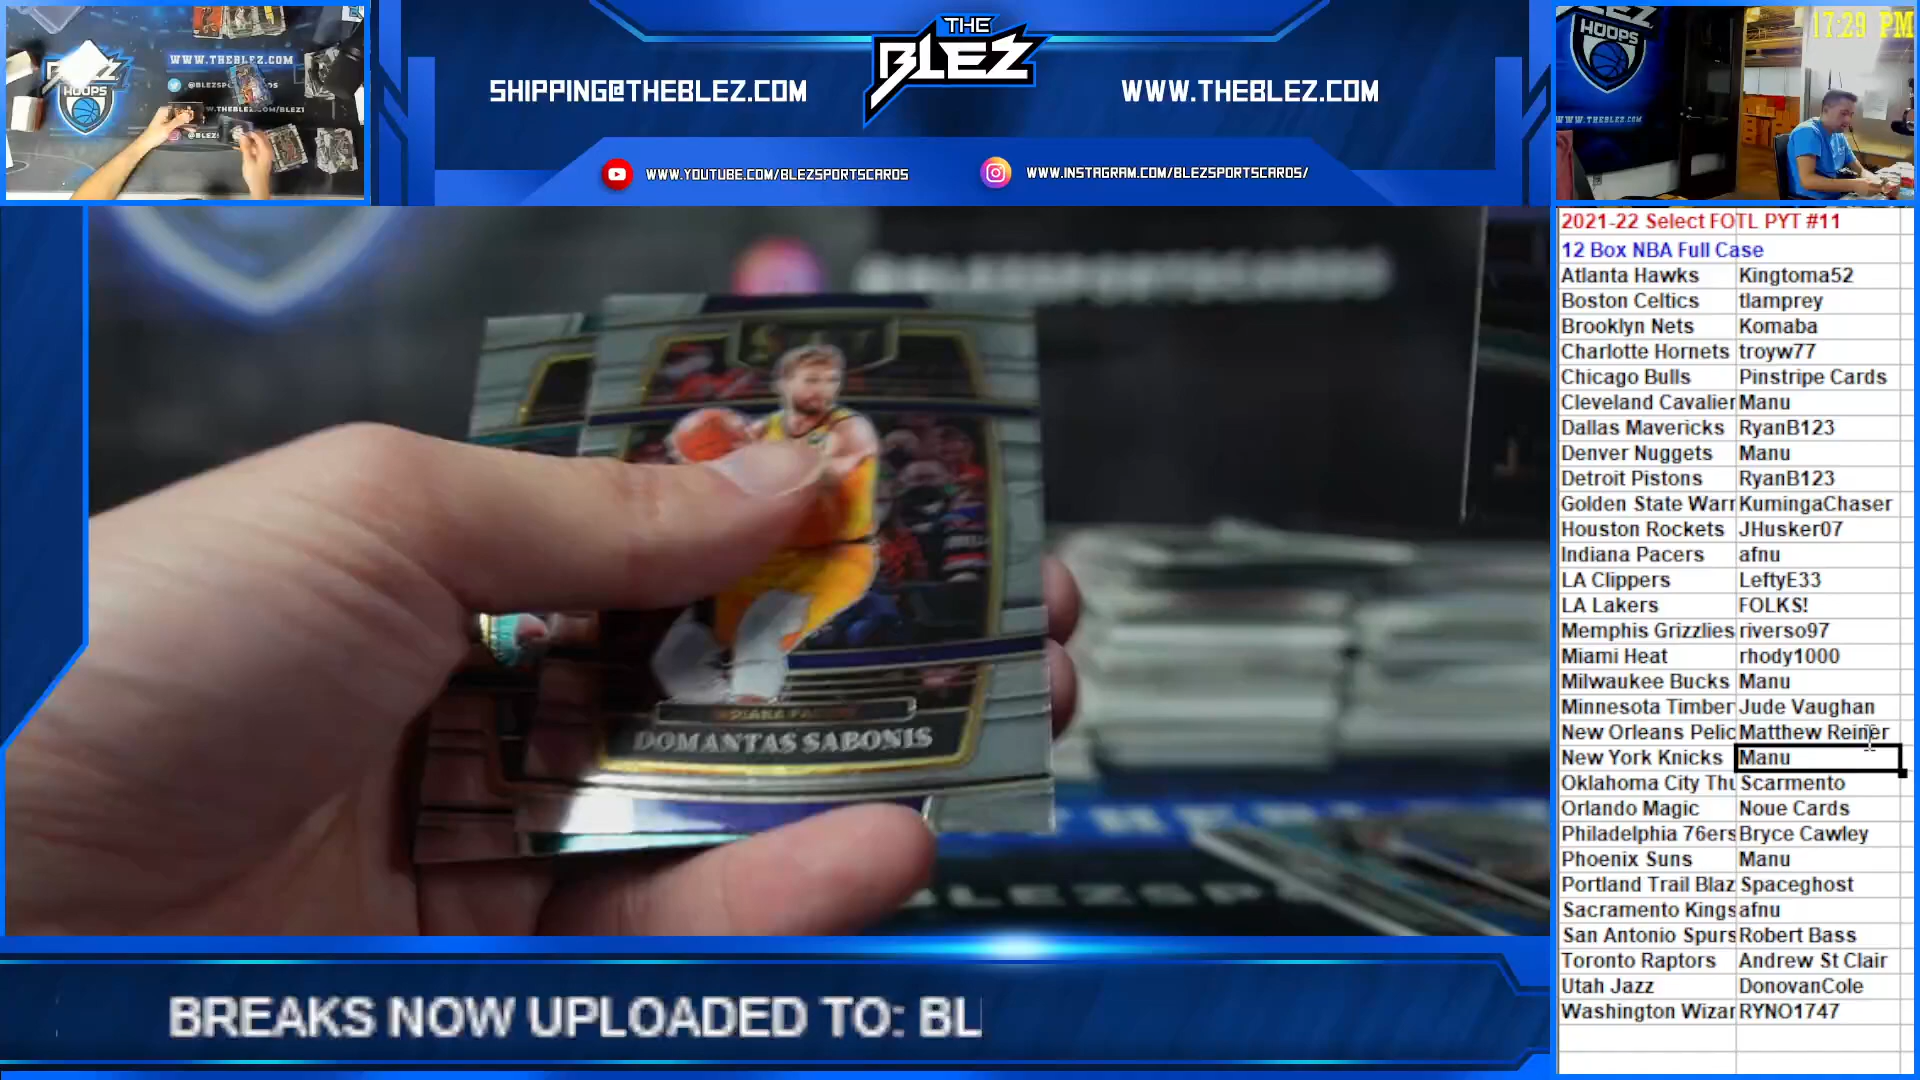 WWW.THEBLEZ.COM
HOOPS
SHIPPING@THEBLEZ.COM
THE
BLEZ
WWW.THEBLEZ.COM
WWW.YOUTUBE.COM/BLEZSPORTSCARDS
WWW.INSTAGRAM.COM/BLEZSPORTSCARDS/
HOOPS
WWW.THEBLEZ.COM
17:29 PM
DOMANTAS SABONIS
2021-22 Select FOTL PYT #11
12 Box NBA Full Case
Atlanta Hawks Kingtoma52
Boston Celtics tlamprey
Brooklyn Nets Komaba
Charlotte Hornets troyw77
Chicago Bulls Pinstripe Cards
Cleveland Cavalier Manu
Dallas Mavericks RyanB123
Denver Nuggets Manu
Detroit Pistons RyanB123
Golden State Warr KumingaChaser
Houston Rockets JHusker07
Indiana Pacers afnu
LA Clippers LeftyE33
LA Lakers FOLKS!
Memphis Grizzlies riverso97
Miami Heat rhody1000
Milwaukee Bucks Manu
Minnesota Timber Jude Vaughan
New Orleans Pelic Matthew Reiner
New York Knicks Manu
Oklahoma City Thu Scarmento
Orlando Magic Noue Cards
Philadelphia 76ers Bryce Cawley
Phoenix Suns Manu
Portland Trail Blaz Spaceghost
Sacramento Kings afnu
San Antonio Spurs Robert Bass
Toronto Raptors Andrew St Clair
Utah Jazz DonovanCole
Washington Wizar RYNO1747
BREAKS NOW UPLOADED TO: BL